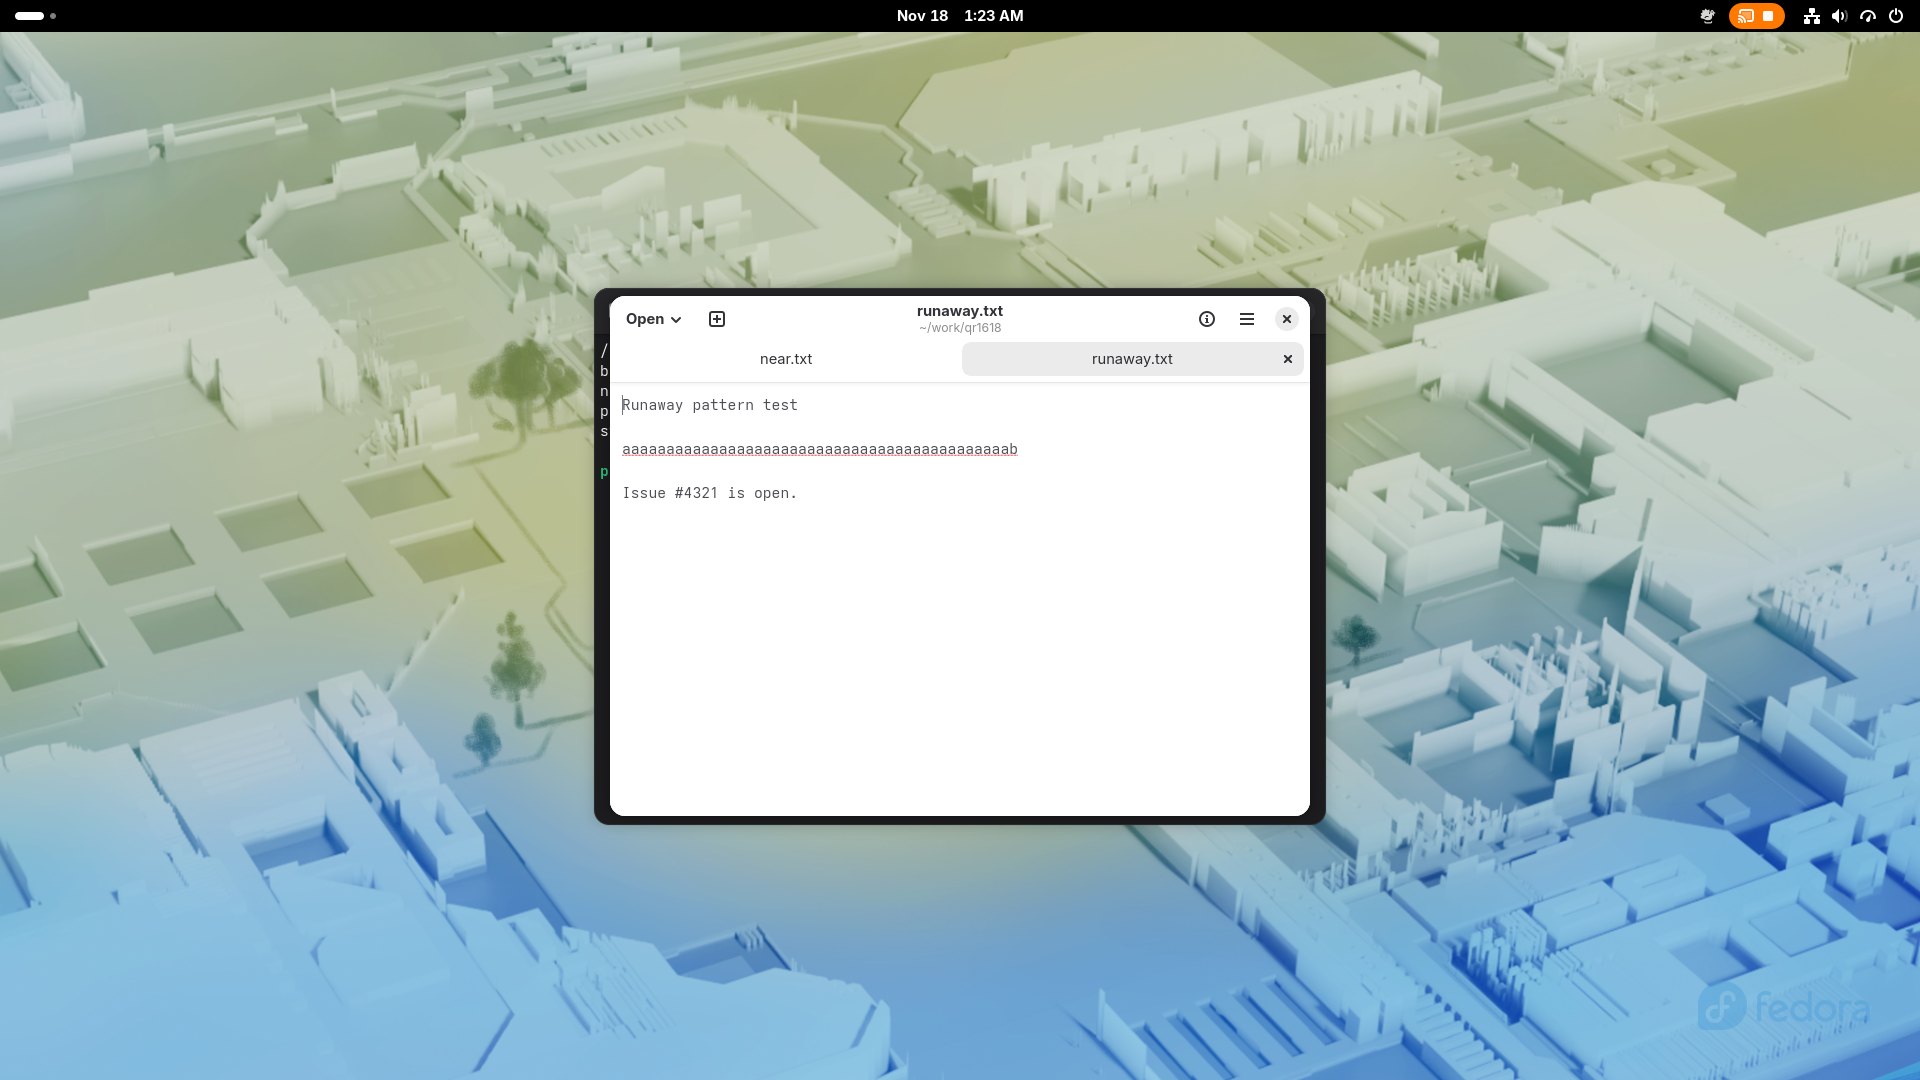 Nov 18 1:23 AM
Open
runaway.txt
~/work/qr1618
near.txt
runaway.txt
/
b
n
p
s
p
Runaway pattern test
aaaaaaaaaaaaaaaaaaaaaaaaaaaaaaaaaaaaaaaaaaaab
Issue #4321 is open.
fedora